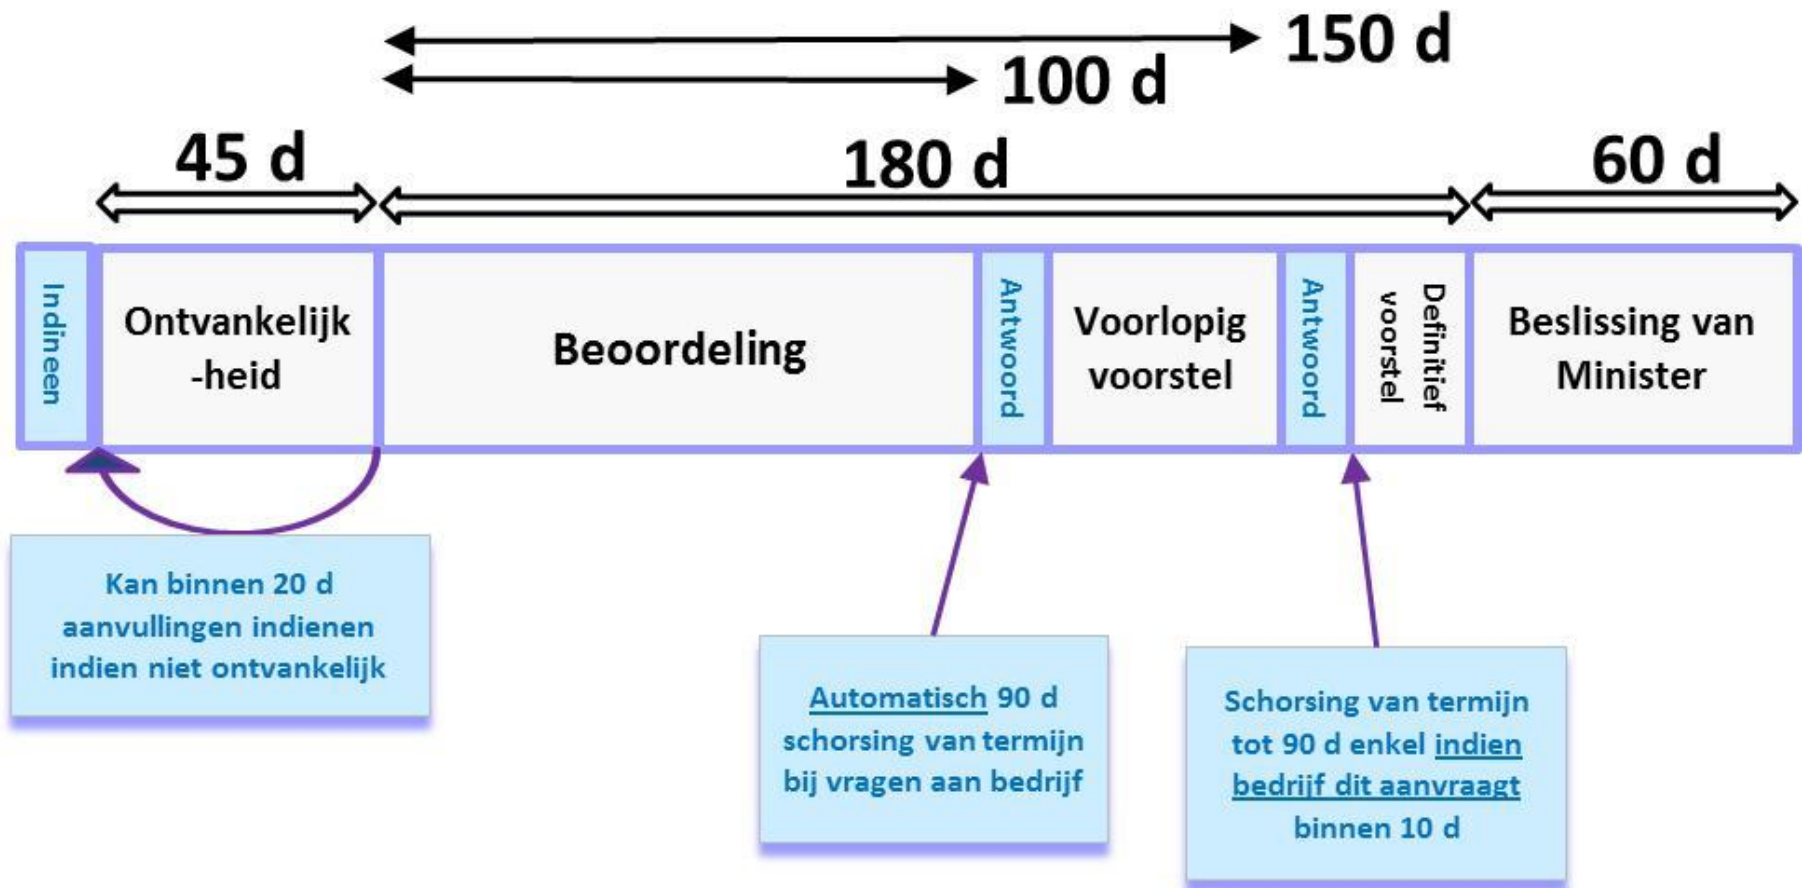 150 d
100 d
45 d
180 d
60 d
Indineen
Ontvankelijk
-heid
Beoordeling
Antwoord
Voorlopig
voorstel
Antwoord
Definitief
voorstel
Beslissing van
Minister
Kan binnen 20 d
aanvullingen indienen
indien niet ontvankelijk
Automatisch 90 d
schorsing van termijn
bij vragen aan bedrijf
Schorsing van termijn
tot 90 d enkel indien
bedrijf dit aanvraagt
binnen 10 d